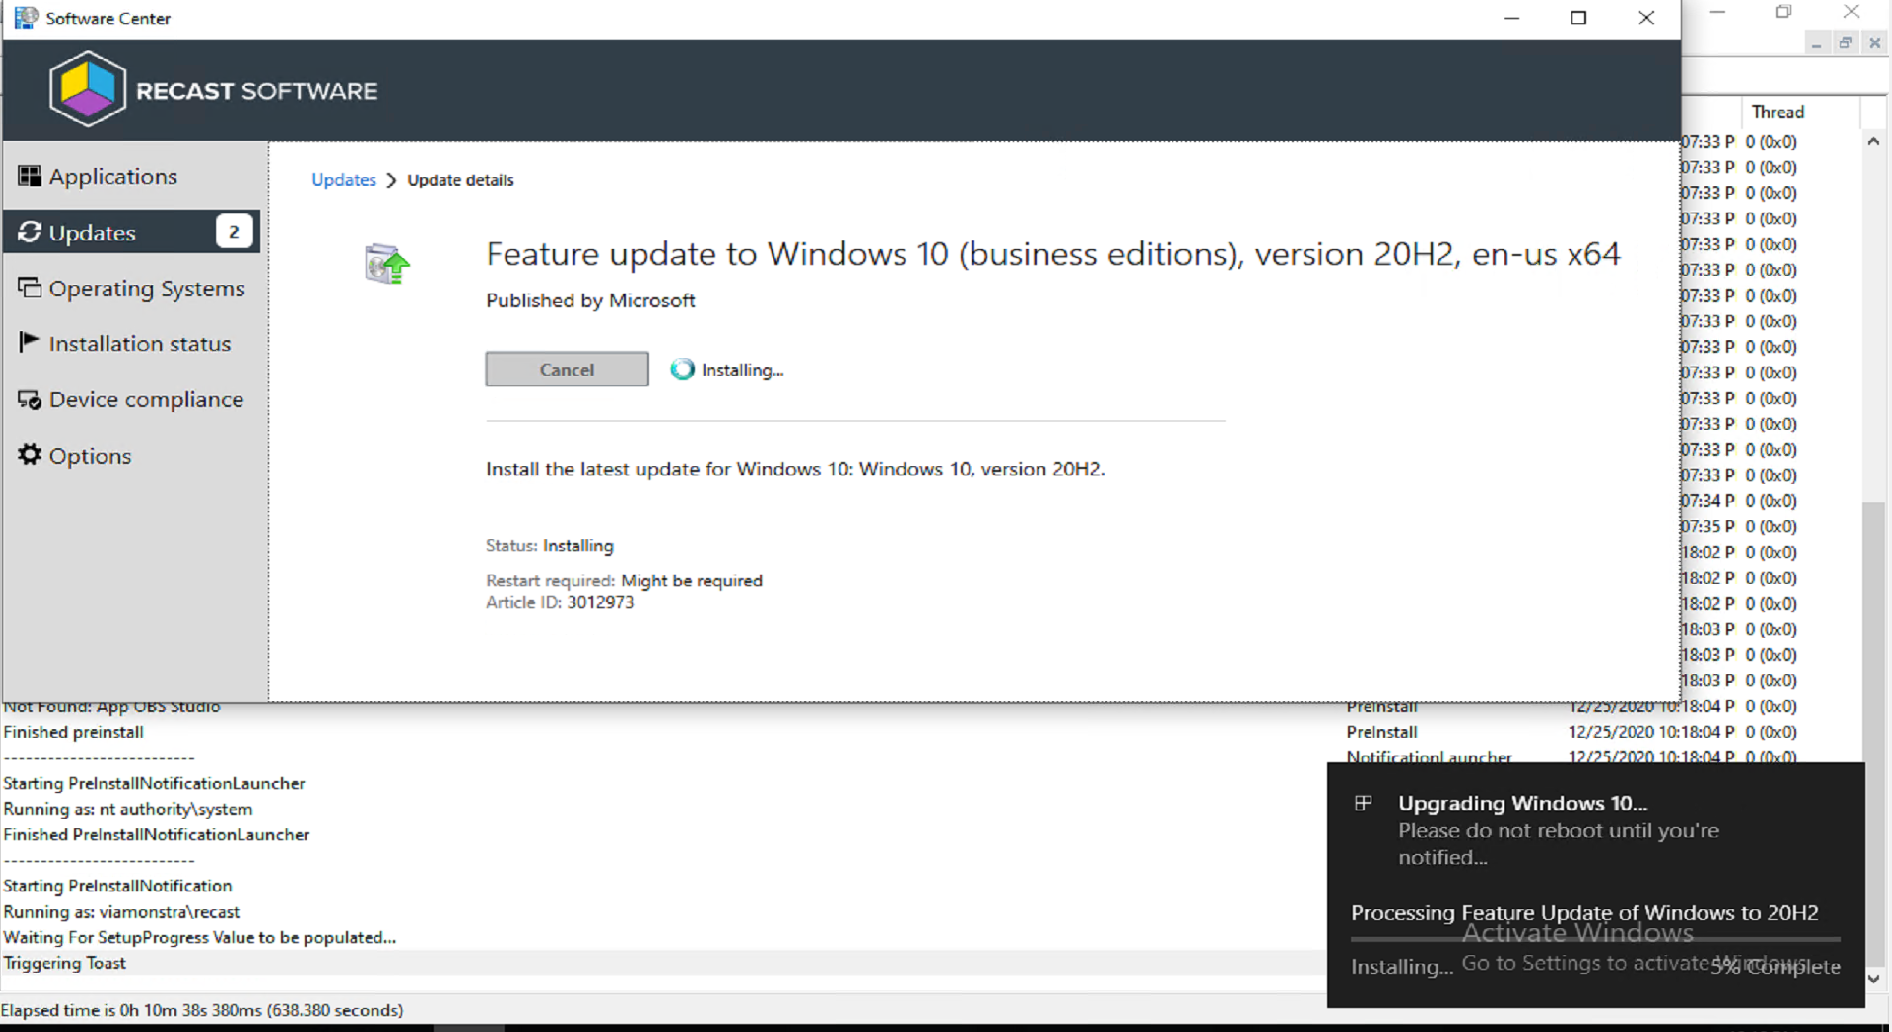 Software Center
RECAST SOFTWARE
Applications
Updates 2
Operating Systems
Installation status
Device compliance
Options
Updates > Update details
Feature update to Windows 10 (business editions), version 20H2, en-us x64
Published by Microsoft
Cancel Installing...
Install the latest update for Windows 10: Windows 10, version 20H2.
Status: Installing
Restart required: Might be required
Article ID: 3012973
Thread
07:33 P 0 (0x0)
07:33 P 0 (0x0)
07:33 P 0 (0x0)
07:33 P 0 (0x0)
07:33 P 0 (0x0)
07:33 P 0 (0x0)
07:33 P 0 (0x0)
07:33 P 0 (0x0)
07:33 P 0 (0x0)
07:33 P 0 (0x0)
07:33 P 0 (0x0)
07:33 P 0 (0x0)
07:33 P 0 (0x0)
07:33 P 0 (0x0)
07:34 P 0 (0x0)
07:35 P 0 (0x0)
18:02 P 0 (0x0)
18:02 P 0 (0x0)
18:02 P 0 (0x0)
18:03 P 0 (0x0)
18:03 P 0 (0x0)
18:03 P 0 (0x0)
Not Found: App OBS Studio PreInstall 12/25/2020 10:18:04 P 0 (0x0)
Finished preinstall PreInstall 12/25/2020 10:18:04 P 0 (0x0)
-------------------------- NotificationLauncher 12/25/2020 10:18:04 P 0 (0x0)
Starting PreInstallNotificationLauncher
Running as: nt authority\system
Finished PreInstallNotificationLauncher
--------------------------
Starting PreInstallNotification
Running as: viamonstra\recast
Waiting For SetupProgress Value to be populated...
Triggering Toast
Elapsed time is 0h 10m 38s 380ms (638.380 seconds)
Upgrading Windows 10...
Please do not reboot until you're
notified...
Processing Feature Update of Windows to 20H2
Activate Windows
Installing... 5% Complete
Go to Settings to activate Windows.